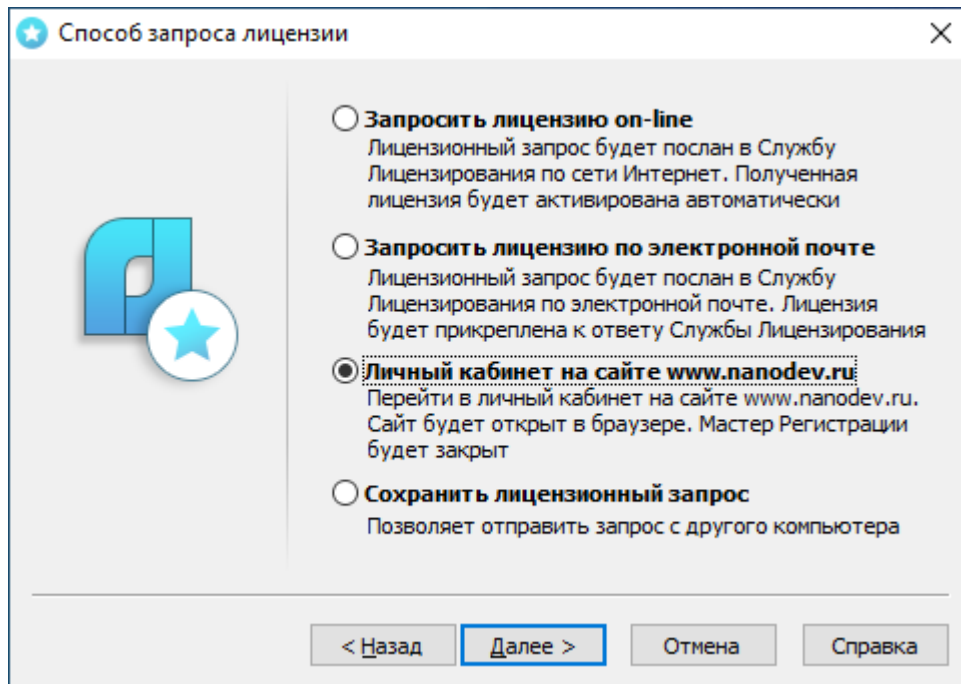 Способ запроса лицензии
Запросить лицензию on-line
Лицензионный запрос будет послан в Службу
Лицензирования по сети Интернет. Полученная
лицензия будет активирована автоматически
Запросить лицензию по электронной почте
Лицензионный запрос будет послан в Службу
Лицензирования по электронной почте. Лицензия
будет прикреплена к ответу Службы Лицензирования
Личный кабинет на сайте www.nanodev.ru
Перейти в личный кабинет на сайте www.nanodev.ru.
Сайт будет открыт в браузере. Мастер Регистрации
будет закрыт
Сохранить лицензионный запрос
Позволяет отправить запрос с другого компьютера
< Назад Далее > Отмена Справка